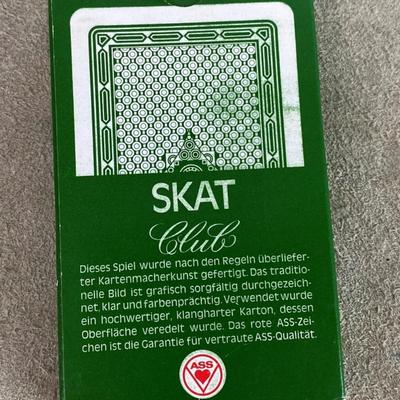 SKAT
Club
Dieses Spiel wurde nach den Regeln überliefer-
ter Kartenmacherkunst gefertigt. Das traditio-
nelle Bild ist grafisch sorgfältig durchgezeich-
net, klar und farbenprächtig. Verwendet wurde
ein hochwertiger, klangharter Karton, dessen
Oberfläche veredelt wurde. Das rote ASS-Zei-
chen ist die Garantie für vertraute ASS-Qualität.
ASS